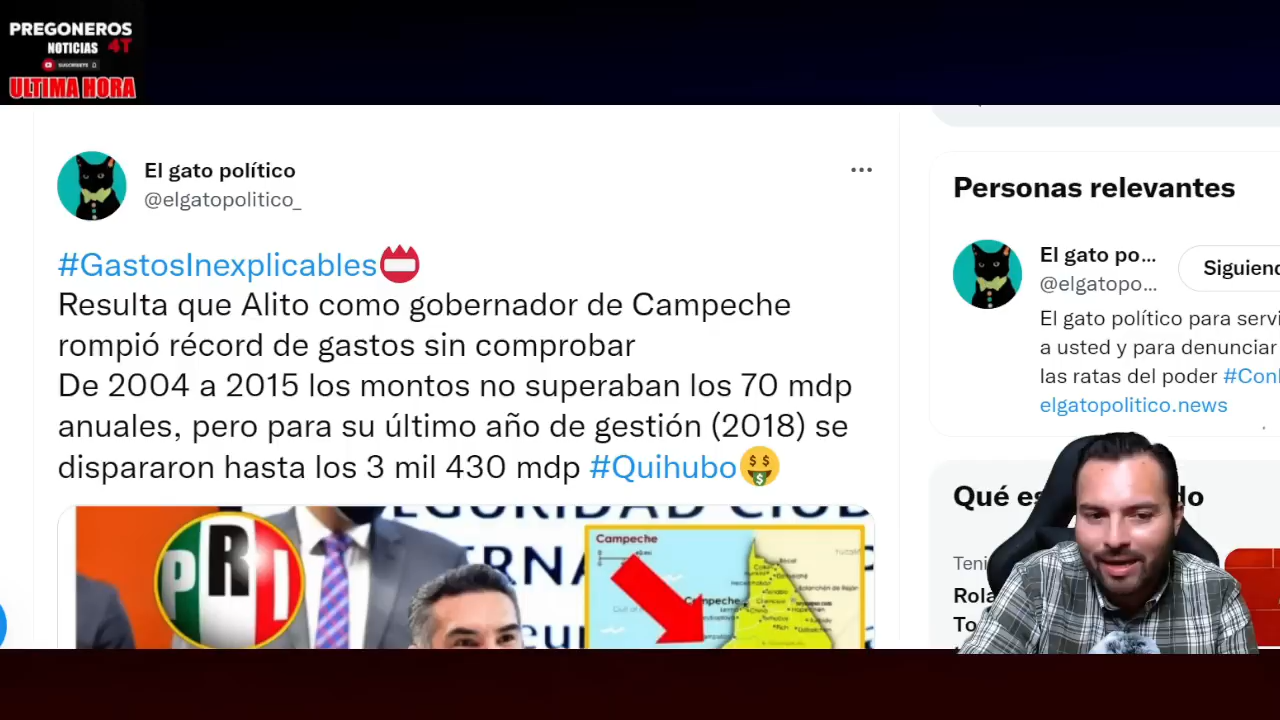 PREGONEROS
NOTICIAS 4T
SUSCRIBETE
ULTIMA HORA
El gato político
@elgatopolitico_
#GastosInexplicables
Resulta que Alito como gobernador de Campeche
rompió récord de gastos sin comprobar
De 2004 a 2015 los montos no superaban los 70 mdp
anuales, pero para su último año de gestión (2018) se
dispararon hasta los 3 mil 430 mdp #Quihubo
PRI
Campeche
Campeche
Personas relevantes
El gato po...
@elgatopo...
Siguiend
El gato político para servi
a usted y para denunciar
las ratas del poder #Con
elgatopolitico.news
Qué es do
Teni
Rola
To